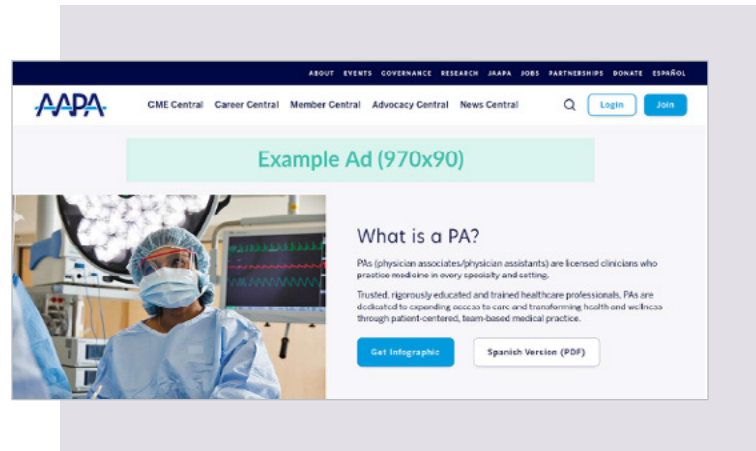 ABOUT EVENTS GOVERNANCE RESEARCH JAAPA JOBS PARTNERSHIPS DONATE ESPAÑOL
AAPA
CME Central Career Central Member Central Advocacy Central News Central Login Join
Example Ad (970x90)
What is a PA?
PAs (physician associates/physician assistants) are licensed clinicians who
practice medicine in every specialty and setting.
Trusted, rigorously educated and trained healthcare professionals, PAs are
dedicated to expanding access to care and transforming health and wellness
through patient-centered, team-based medical practice.
Get Infographic Spanish Version (PDF)